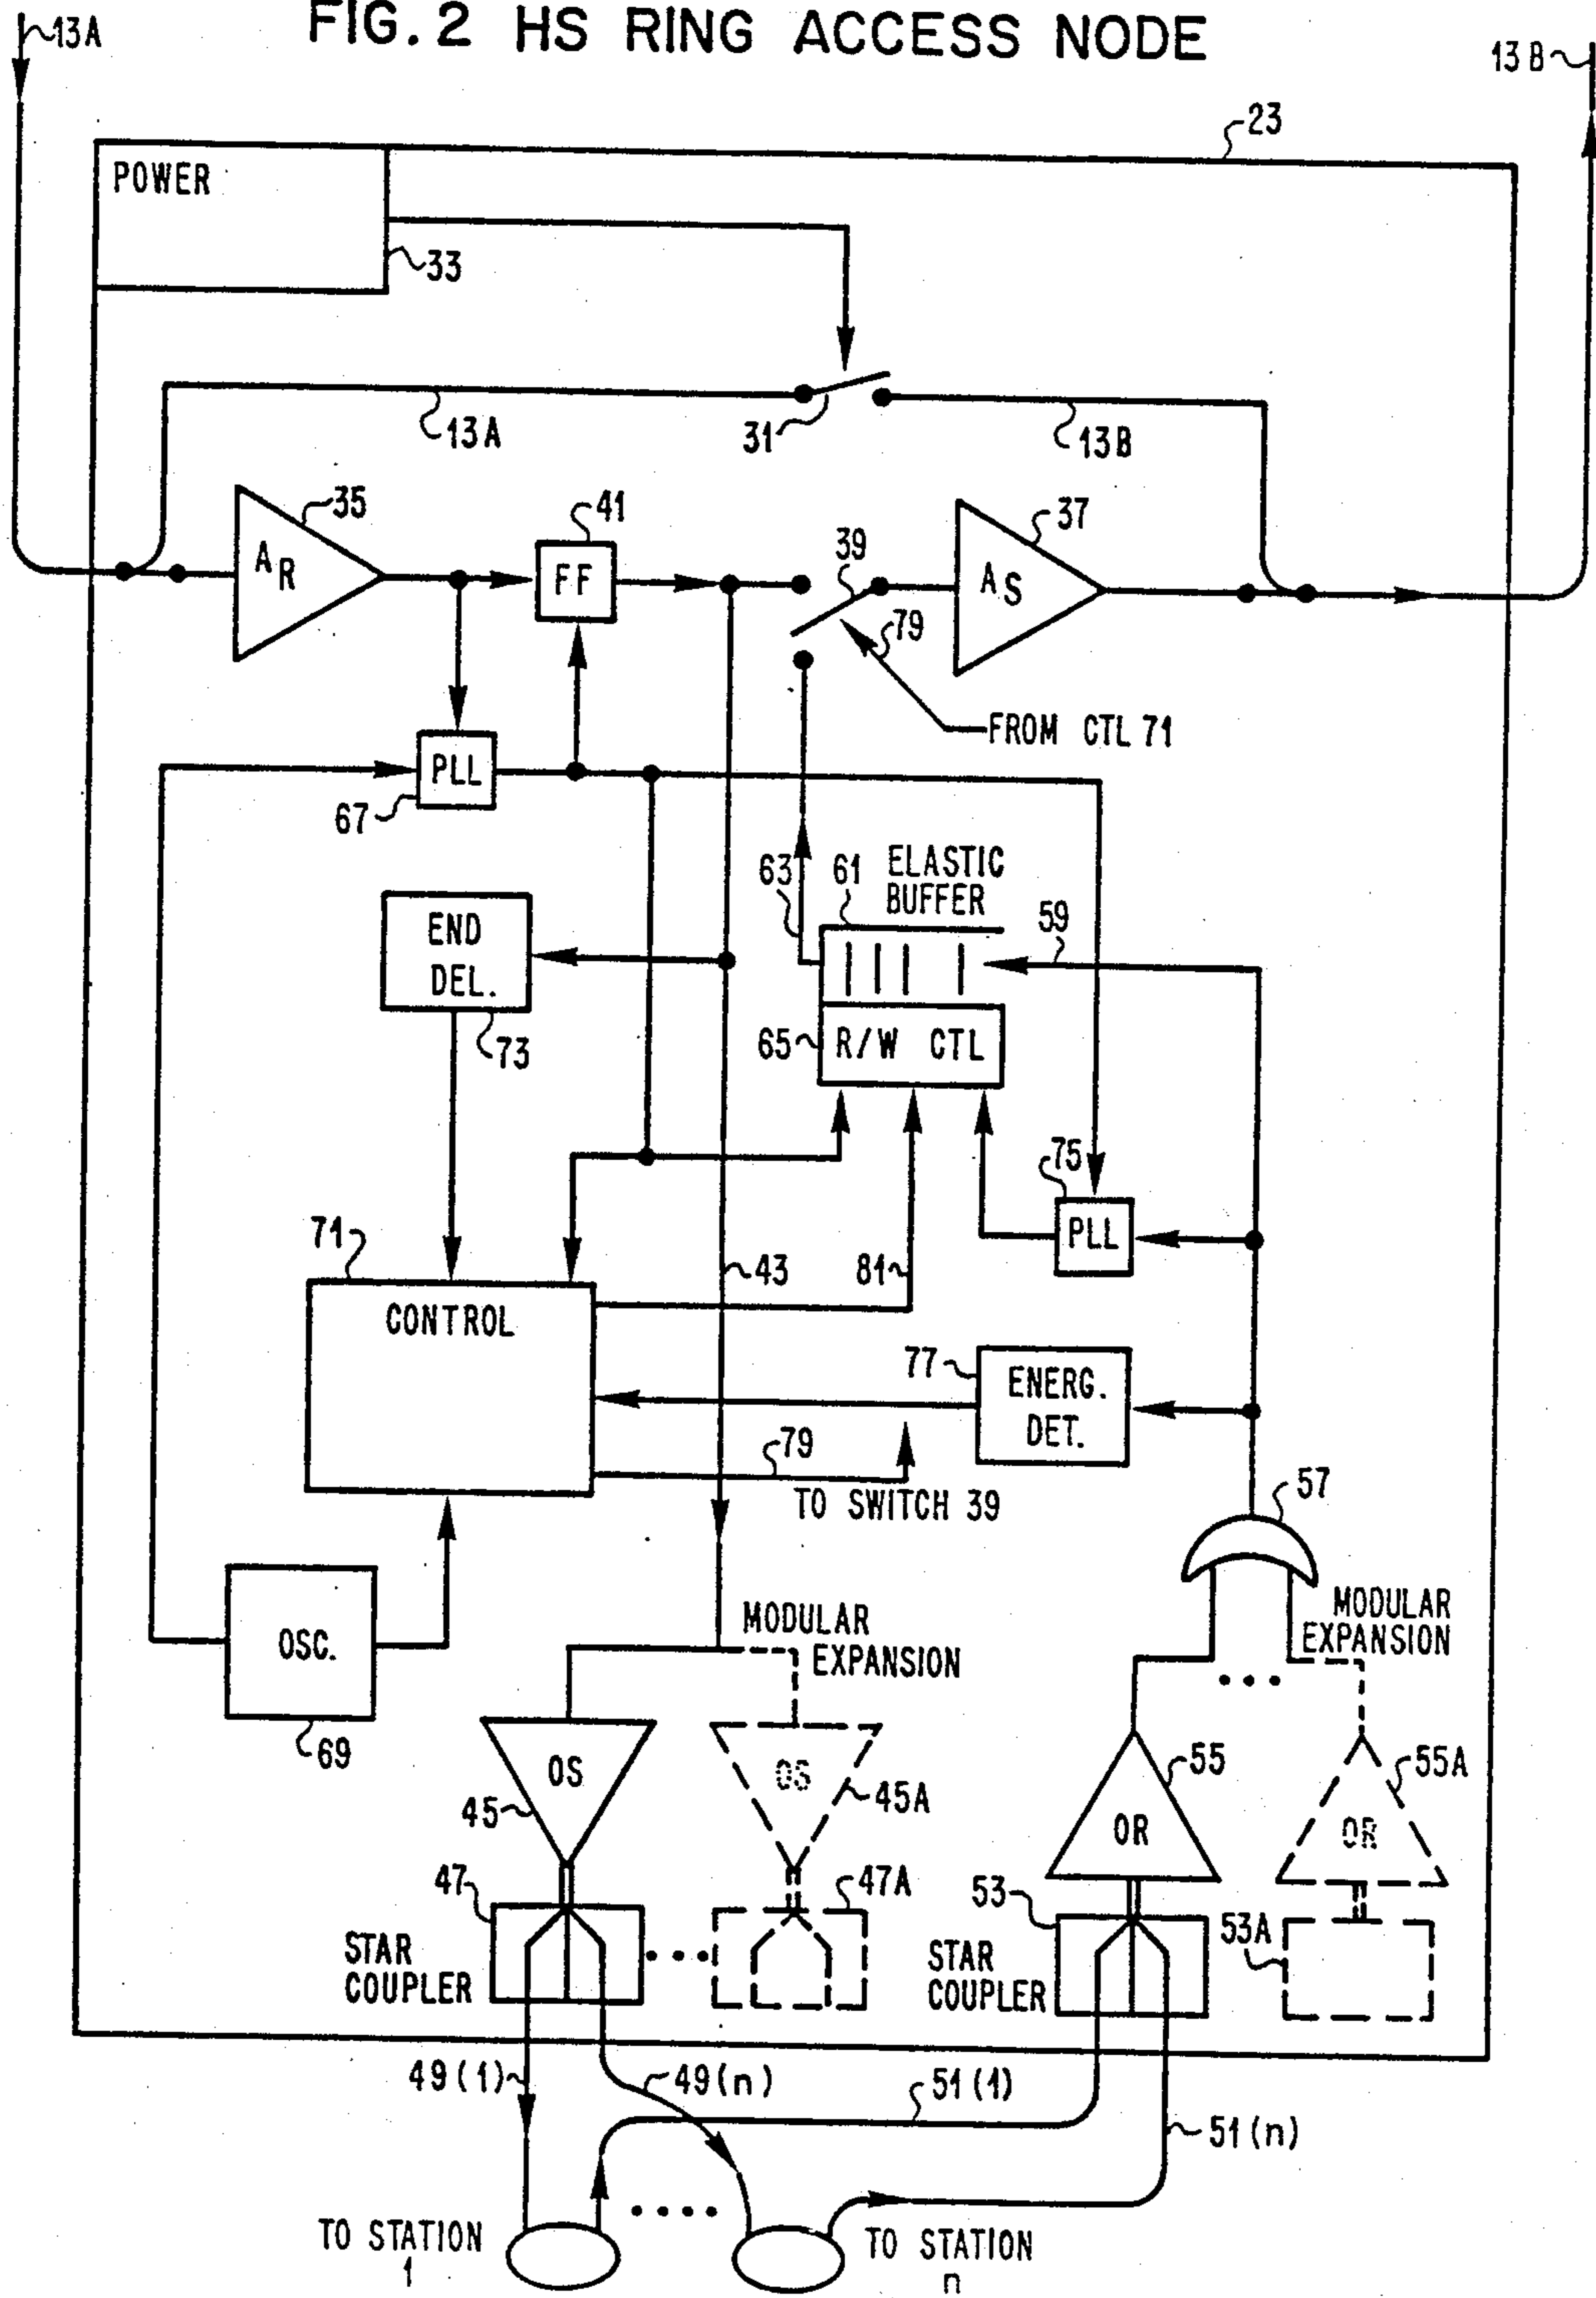 FIG. 2 HS RING ACCESS NODE
13A
13B
23
POWER
33
13A
31
13B
35
41
37
39
AR
FF
AS
79
FROM CTL 71
PLL
67
63
61
ELASTIC
BUFFER
59
END
DEL.
73
65
R/W CTL
75
PLL
71
43
81
CONTROL
77
ENERG.
DET.
79
TO SWITCH 39
57
OSC.
69
MODULAR
EXPANSION
MODULAR
EXPANSION
OS
45
OS
45A
OR
55
OR
55A
47
STAR
COUPLER
47A
53
STAR
COUPLER
53A
49(1)
49(n)
51(1)
51(n)
TO STATION
1
TO STATION
n